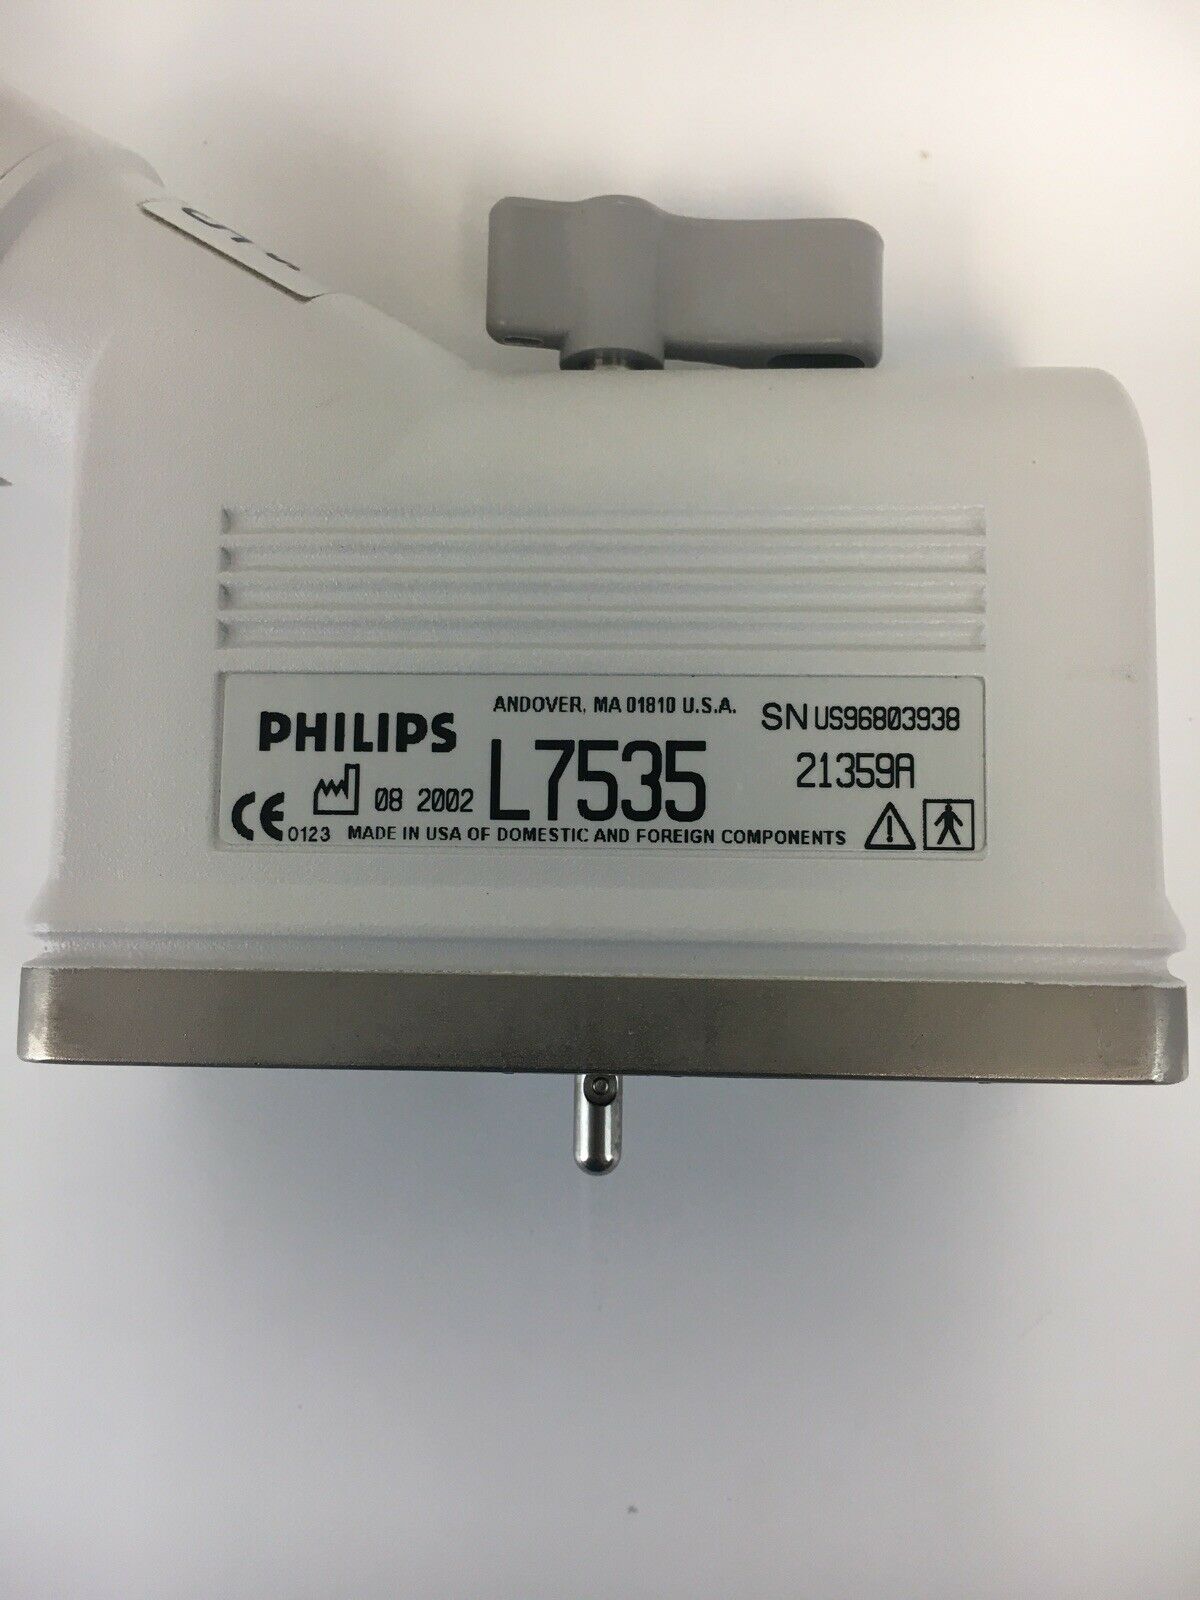 ANDOVER, MA 01810 U.S.A.
SN US96803938
PHILIPS
L7535
21359A
08 2002
CE 0123
MADE IN USA OF DOMESTIC AND FOREIGN COMPONENTS